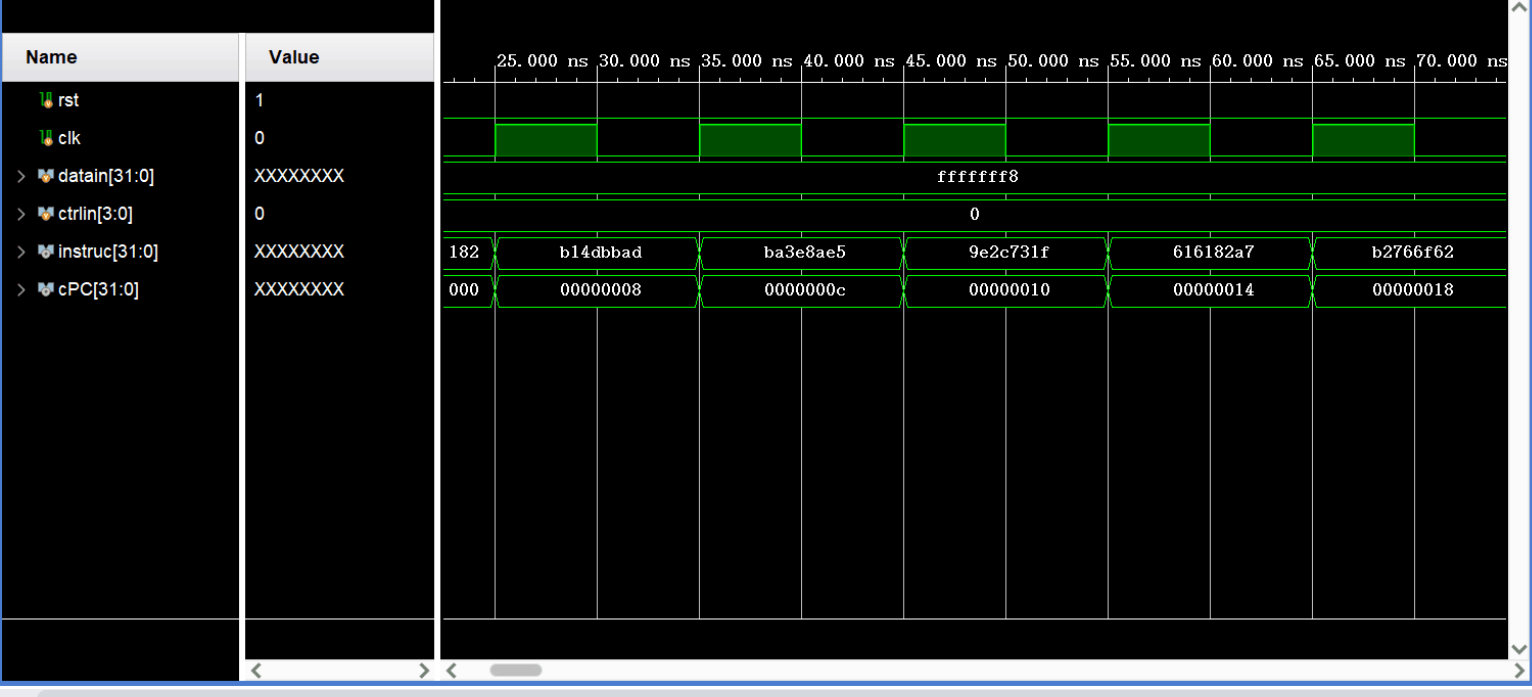 Name Value
25.000 ns 30.000 ns 35.000 ns 40.000 ns 45.000 ns 50.000 ns 55.000 ns 60.000 ns 65.000 ns 70.000 ns
rst 1
clk 0
datain[31:0] XXXXXXXX fffffff8
ctrlin[3:0] 0 0
instruc[31:0] XXXXXXXX 182 b14dbbad ba3e8ae5 9e2c731f 616182a7 b2766f62
cPC[31:0] XXXXXXXX 000 00000008 0000000c 00000010 00000014 00000018